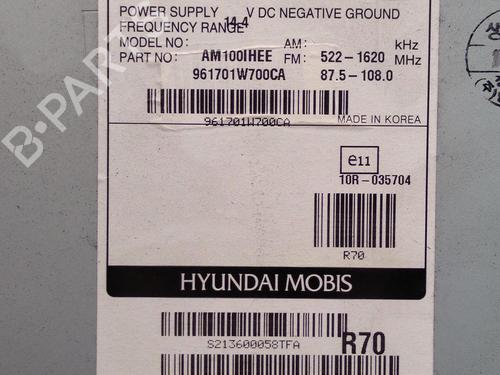 POWER SUPPLY 14.4 V DC NEGATIVE GROUND
FREQUENCY RANGE
MODEL NO: AM100IHEE AM: 522-1620 kHz
PART NO: 961701W700CA FM: 87.5-108.0 MHz
961701W700CA
MADE IN KOREA
e11
10R-035704
R70
HYUNDAI MOBIS
S213600058TFA
R70